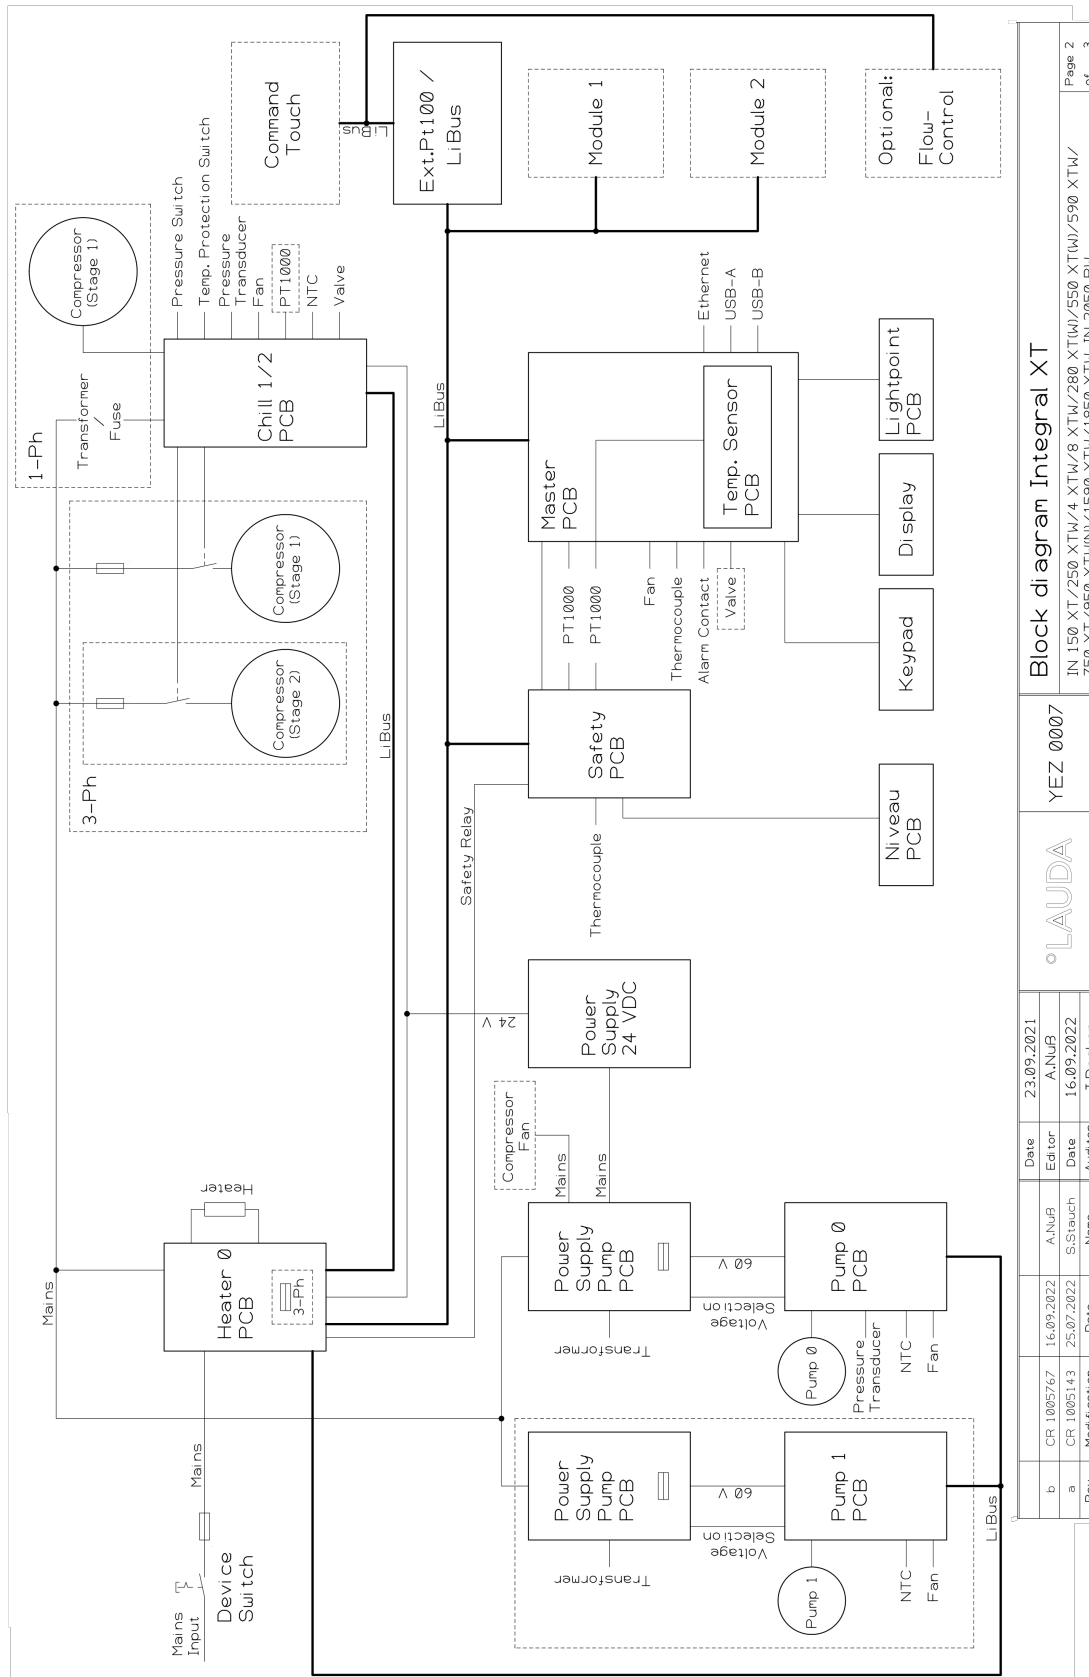 Mains
Input
Device
Switch
Mains
Mains
Heater 0
PCB
3-Ph
Heater
3-Ph
Compressor
(Stage 2)
Compressor
(Stage 1)
1-Ph
Transformer
/
Fuse
Compressor
(Stage 1)
Chill 1/2
PCB
Pressure Switch
Temp. Protection Switch
Pressure
Transducer
Fan
PT1000
NTC
Valve
LiBus
Command
Touch
LiBus
LiBus
Ext.Pt100 /
LiBus
Module 1
Module 2
Optional:
Flow-
Control
LiBus
Safety Relay
24 V
Power
Supply
24 VDC
Compressor
Fan
Mains
Mains
Power
Supply
Pump
PCB
Transformer
60 V
Voltage
Selection
Pump 0
PCB
Pump 0
Pressure
Transducer
NTC
Fan
Power
Supply
Pump
PCB
Transformer
60 V
Voltage
Selection
Pump 1
PCB
Pump 1
NTC
Fan
LiBus
Thermocouple
Safety
PCB
Niveau
PCB
PT1000
PT1000
Fan
Thermocouple
Alarm Contact
Valve
Master
PCB
Temp. Sensor
PCB
Ethernet
USB-A
USB-B
Keypad
Display
Lightpoint
PCB
b CR 1005767 16.09.2022 A.Nuß
a CR 1005143 25.07.2022 S.Stauch
Date 23.09.2021
Editor A.Nuß
Date 16.09.2022
°LAUDA
YEZ 0007
Block diagram Integral XT
IN 150 XT/250 XTW/4 XTW/8 XTW/280 XT(W)/550 XT(W)/590 XTW/
Page 2